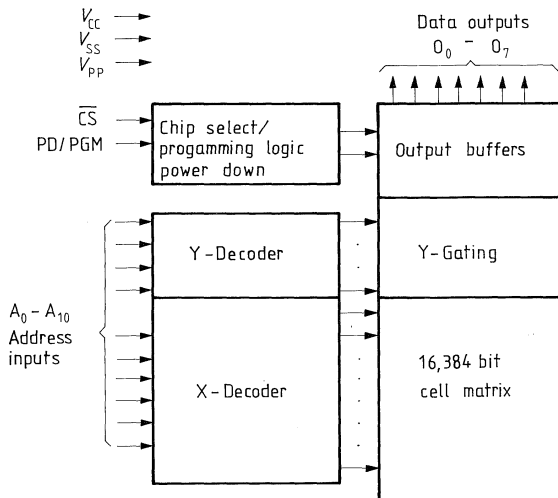 V_CC
V_SS
V_PP
Data outputs
O_0 - O_7
C̅S̅
PD/PGM
Chip select/
progamming logic
power down
Output buffers
Y-Decoder
Y-Gating
A_0-A_10
Address
inputs
X-Decoder
16,384 bit
cell matrix